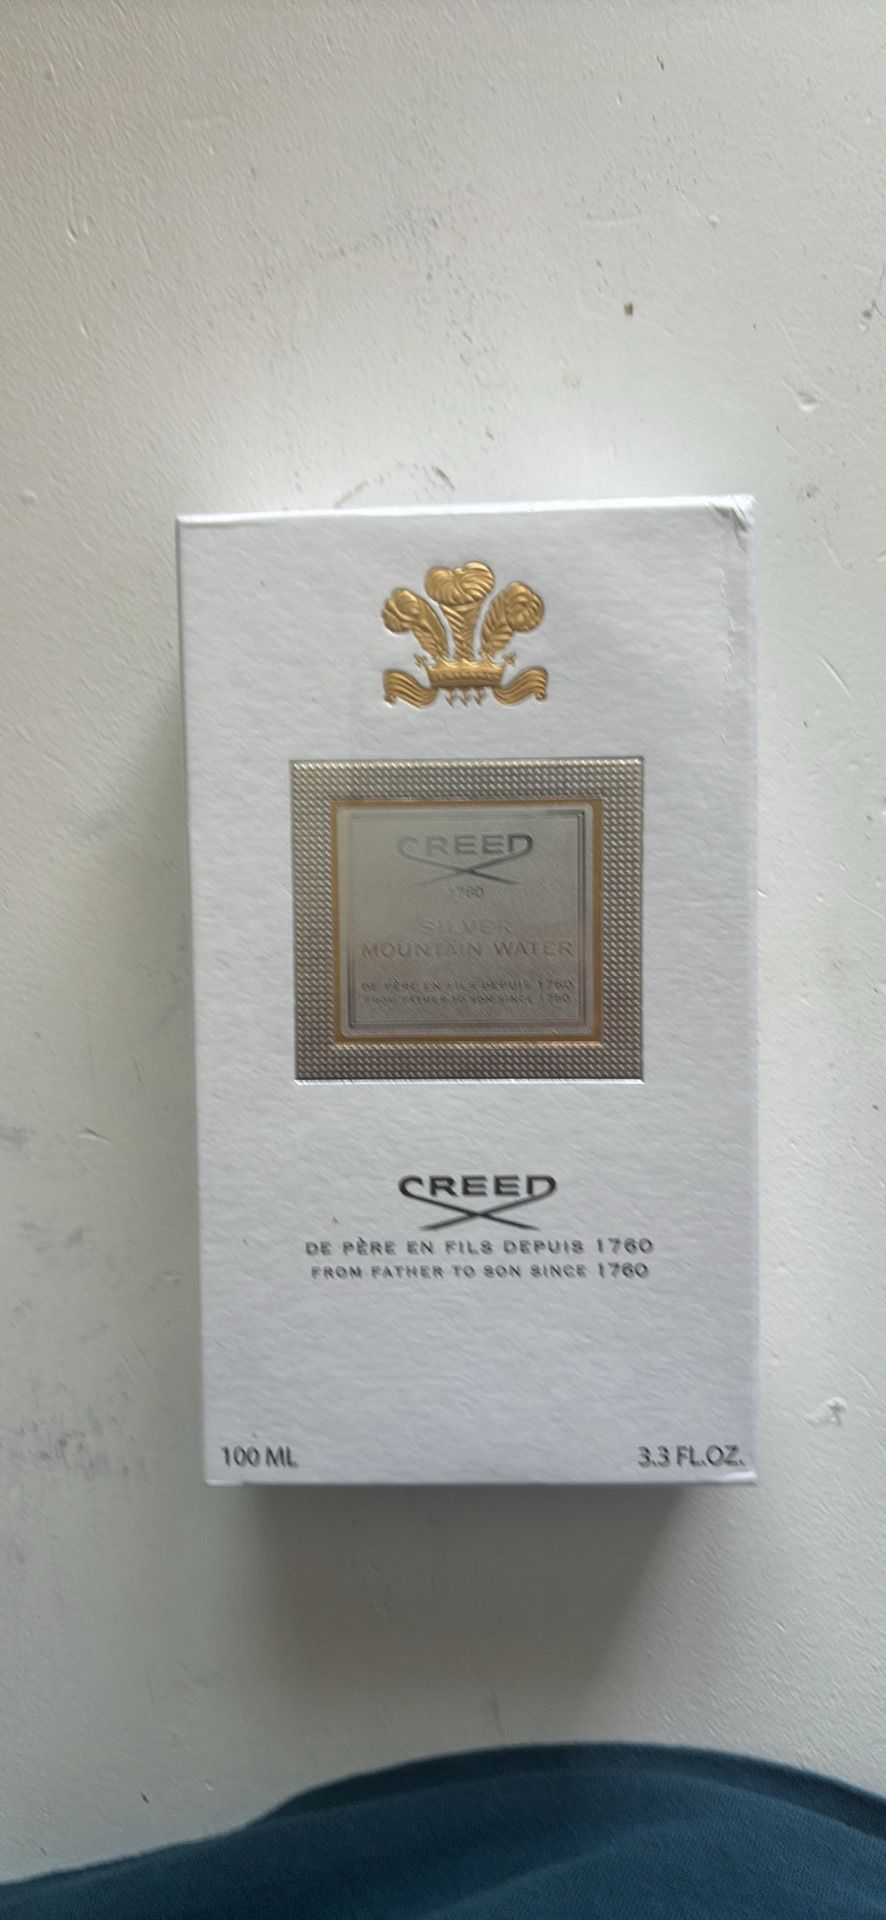 CREED
1760
SILVER
MOUNTAIN WATER
DE PÈRE EN FILS DEPUIS 1760
FROM FATHER TO SON SINCE 1760
CREED
DE PÈRE EN FILS DEPUIS 1760
FROM FATHER TO SON SINCE 1760
100 ML
3.3 FL.OZ.